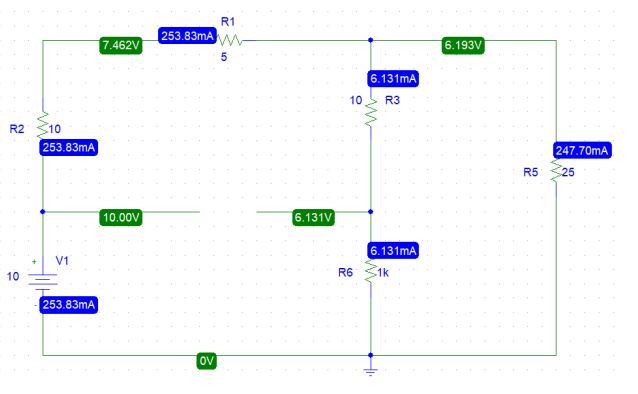 R1
7.462V
253.83mA
6.193V
5
6.131mA
10
R3
R2
10
253.83mA
247.70mA
R5
25
10.00V
6.131V
6.131mA
+
V1
10
R6
1k
-
253.83mA
0V